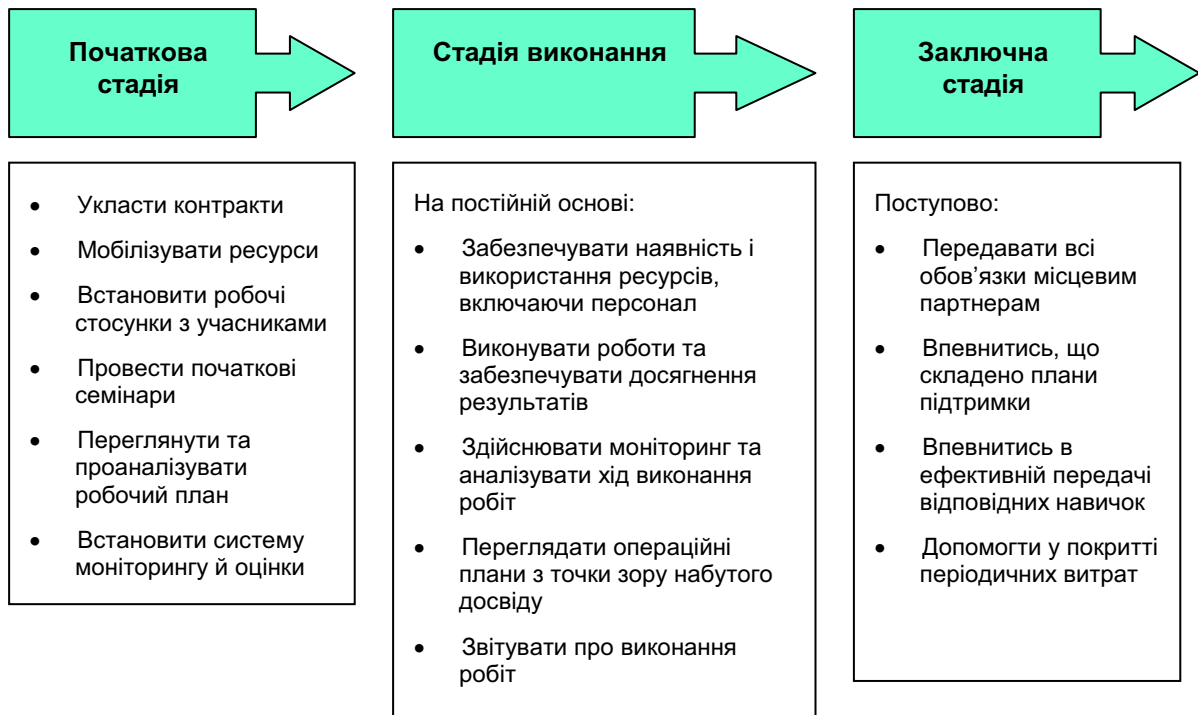 Початкова
стадія
Стадія виконання
Заключна
стадія
• Укласти контракти
• Мобілізувати ресурси
• Встановити робочі
стосунки з учасниками
• Провести початкові
семінари
• Переглянути та
проаналізувати
робочий план
• Встановити систему
моніторингу й оцінки
На постійній основі:
• Забезпечувати наявність і
використання ресурсів,
включаючи персонал
• Виконувати роботи та
забезпечувати досягнення
результатів
• Здійснювати моніторинг та
аналізувати хід виконання
робіт
• Переглядати операційні
плани з точки зору набутого
досвіду
• Звітувати про виконання
робіт
Поступово:
• Передавати всі
обов’язки місцевим
партнерам
• Впевнитись, що
складено плани
підтримки
• Впевнитись в
ефективній передачі
відповідних навичок
• Допомогти у покритті
періодичних витрат